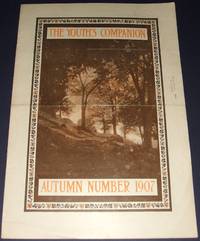 THE YOUTH'S COMPANION
AUTUMN NUMBER 1907